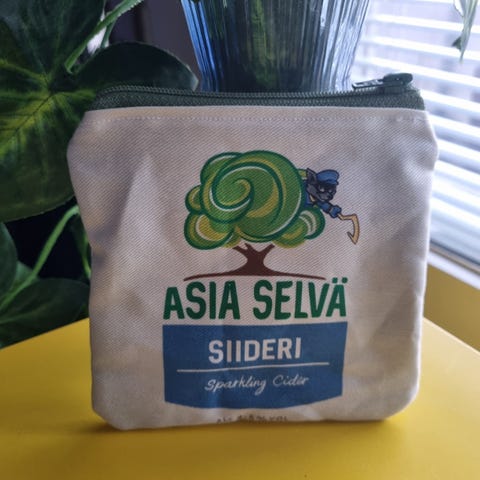 ASIA SELVÄ
SIIDERI
Sparkling Cider